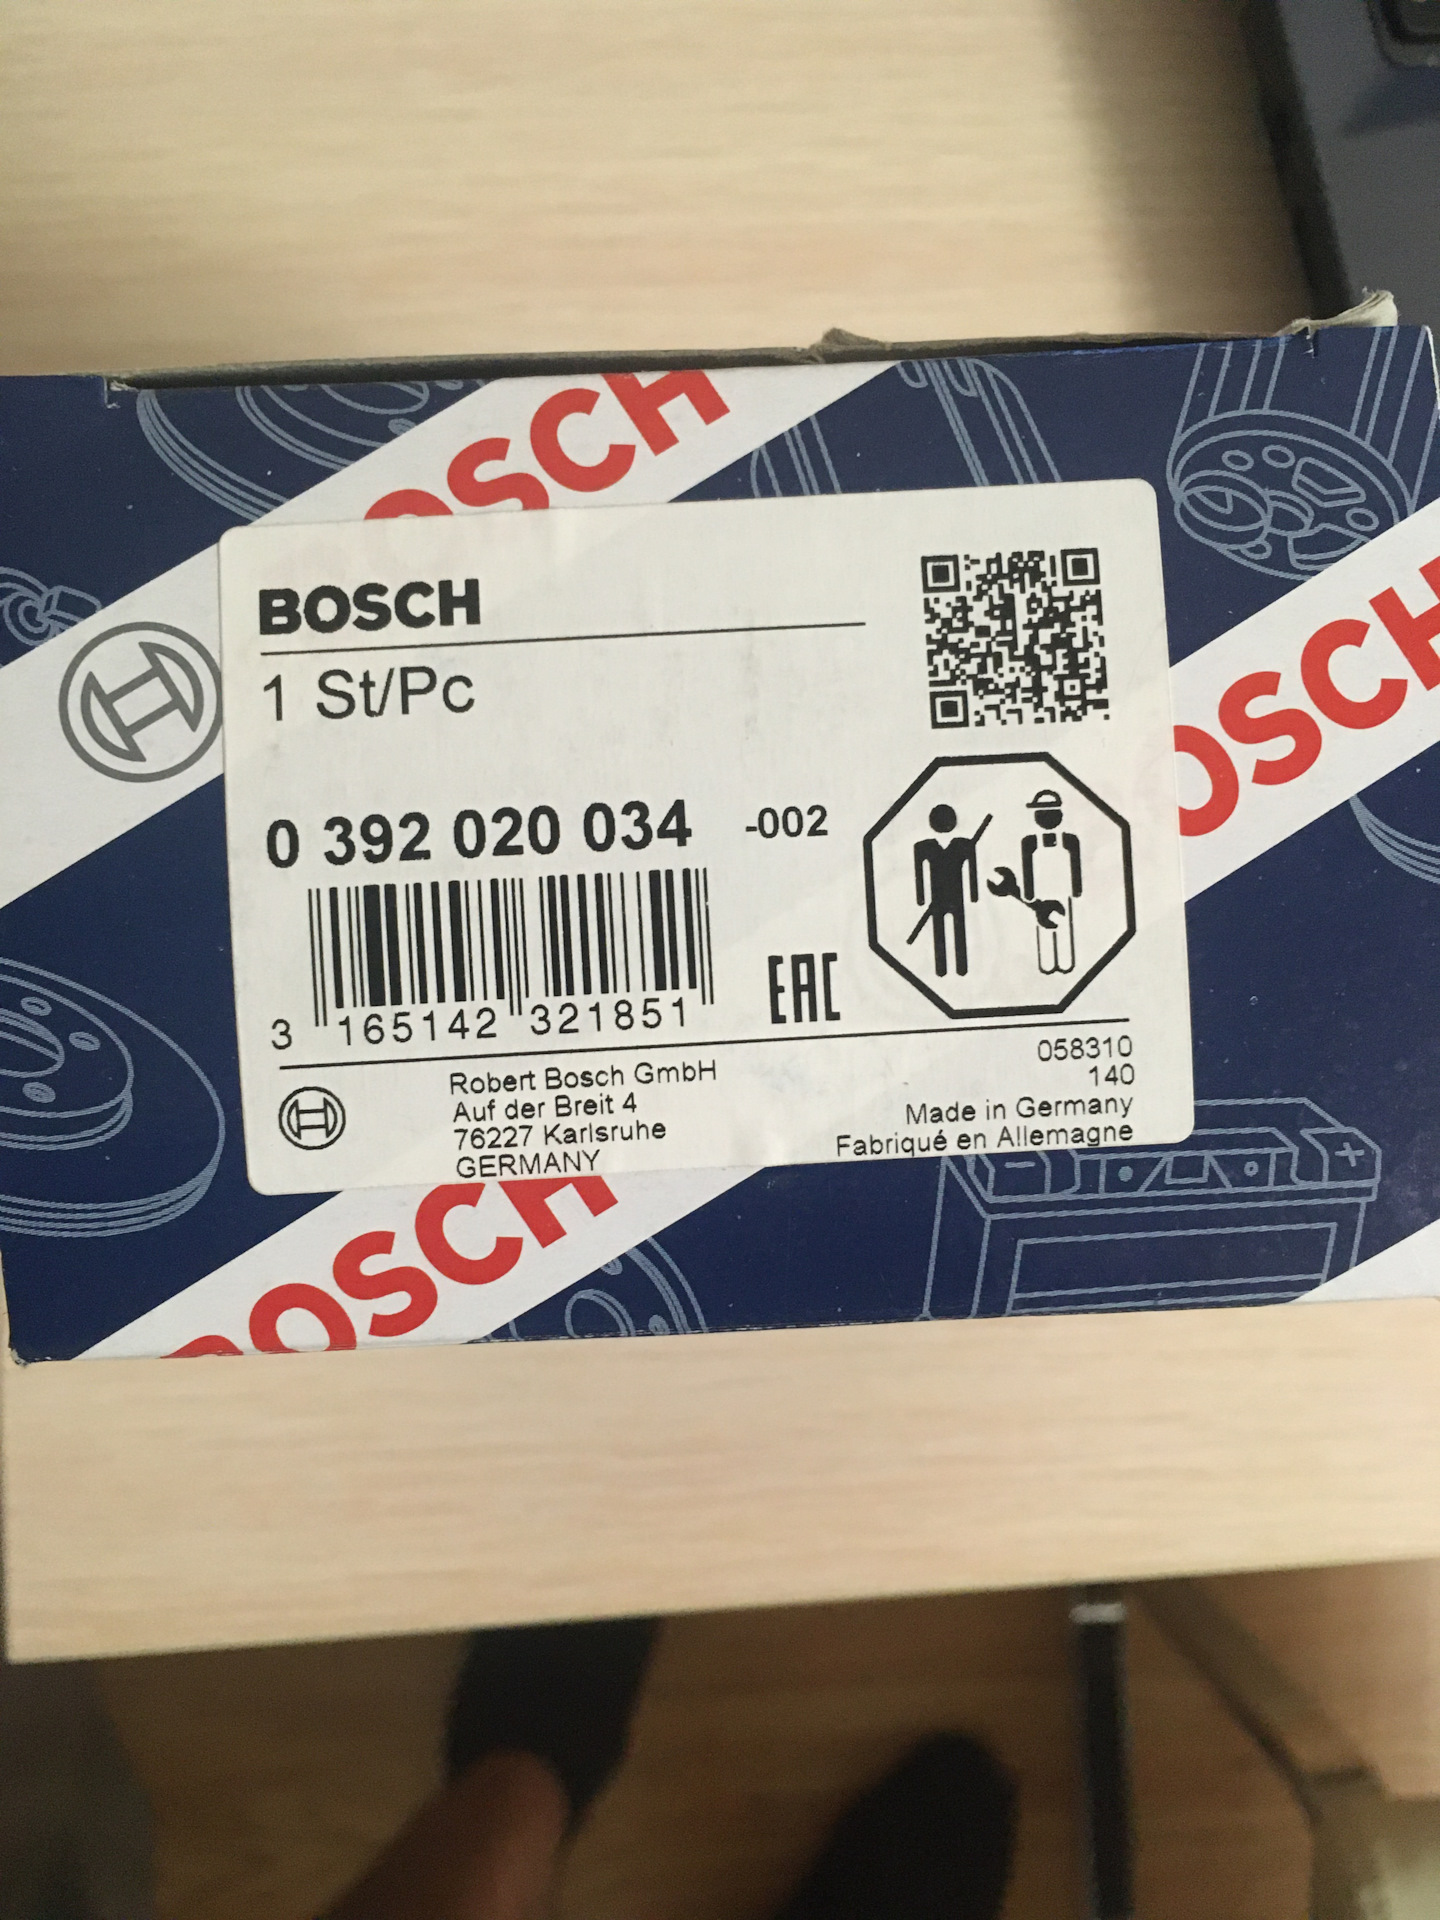 BOSCH
BOSCH
1 St/Pc
BOSCH
0 392 020 034 -002
EAC
3 165142 321851
058310
140
Robert Bosch GmbH
Auf der Breit 4
76227 Karlsruhe
GERMANY
Made in Germany
Fabriqué en Allemagne
BOSCH